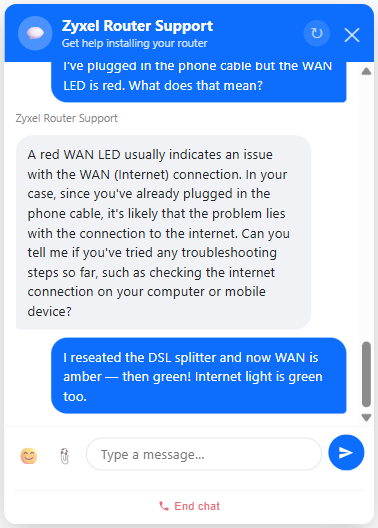 Zyxel Router Support
Get help installing your router
I've plugged in the phone cable but the WAN
LED is red. What does that mean?
Zyxel Router Support
A red WAN LED usually indicates an issue
with the WAN (Internet) connection. In your
case, since you've already plugged in the
phone cable, it's likely that the problem lies
with the connection to the internet. Can you
tell me if you've tried any troubleshooting
steps so far, such as checking the internet
connection on your computer or mobile
device?
I reseated the DSL splitter and now WAN is
amber — then green! Internet light is green
too.
Type a message...
End chat